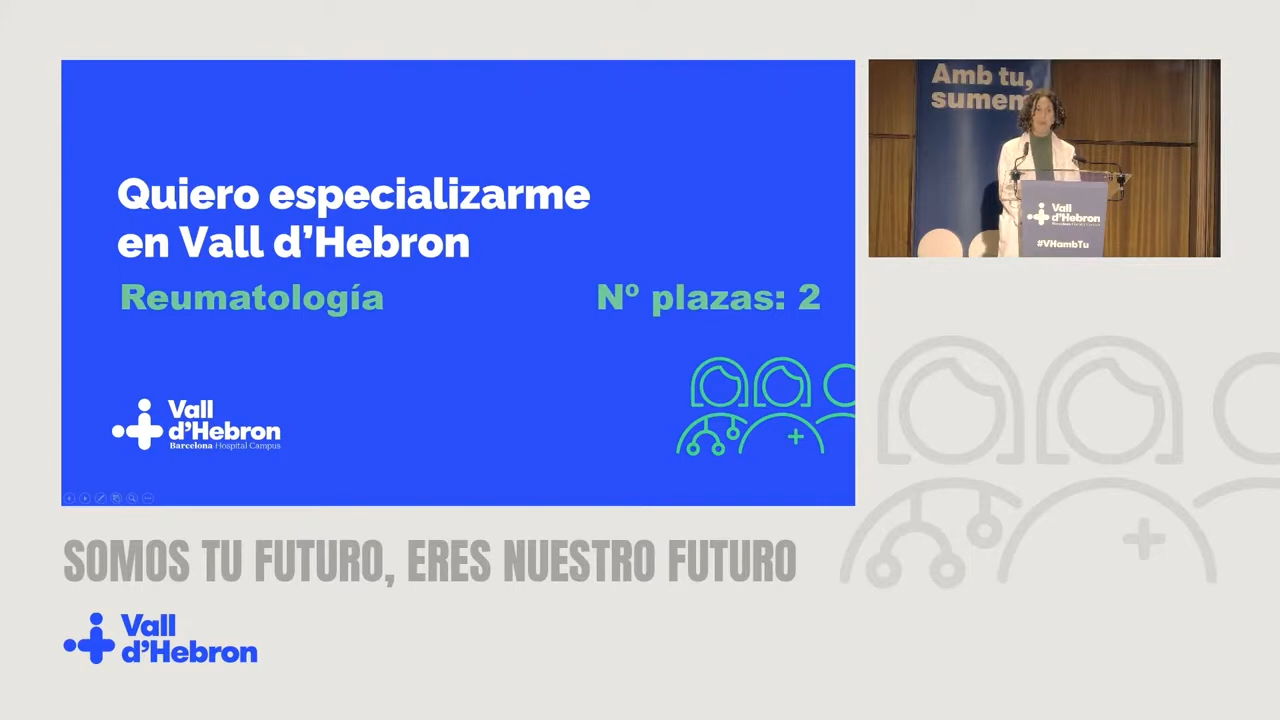 Quiero especializarme
en Vall d’Hebron
Reumatología
Nº plazas: 2
Vall
d’Hebron
Barcelona Hospital Campus
Amb tu,
sumem
Vall
d’Hebron
#VHambTu
SOMOS TU FUTURO, ERES NUESTRO FUTURO
Vall
d’Hebron